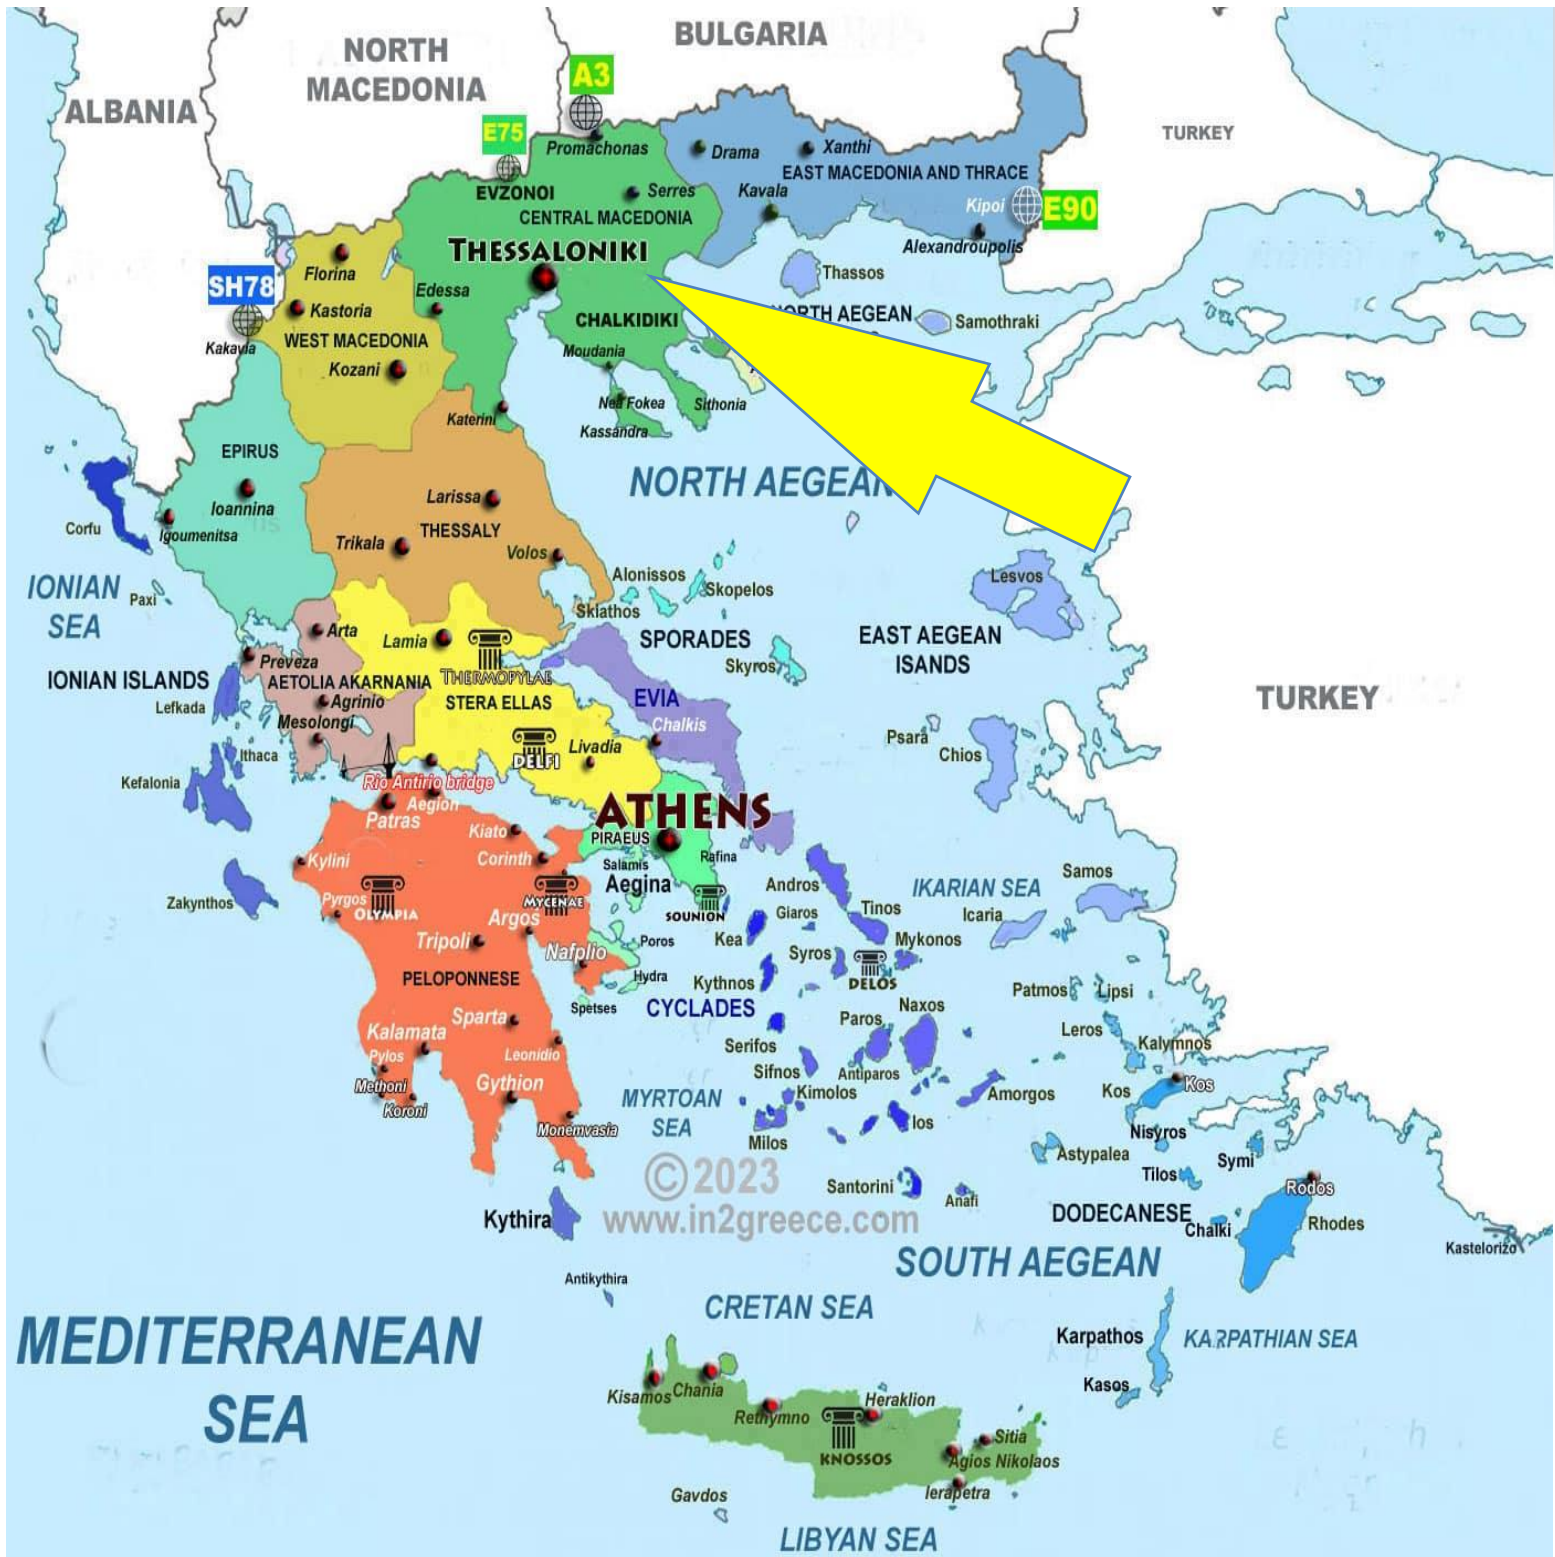 BULGARIA
NORTH
MACEDONIA
A3
ALBANIA
E75
TURKEY
Promachonas
Drama
Xanthi
EAST MACEDONIA AND THRACE
EVZONOI
Serres
Kavala
Kipoi
E90
CENTRAL MACEDONIA
Alexandroupolis
THESSALONIKI
Florina
Thassos
SH78
Edessa
Kastoria
CHALKIDIKI
NORTH AEGEAN
Samothraki
Kakavia
WEST MACEDONIA
Moudania
Kozani
Nea Fokea
Sithonia
Katerini
Kassandra
EPIRUS
NORTH AEGEAN
Ioannina
Larissa
Corfu
Igoumenitsa
THESSALY
Trikala
Volos
IONIAN
SEA
Paxi
Alonissos
Skopelos
Lesvos
Skiathos
Arta
Lamia
SPORADES
EAST AEGEAN
ISANDS
Preveza
THERMOPYLAE
Skyros
IONIAN ISLANDS
AETOLIA AKARNANIA
Lefkada
Agrinio
STERA ELLAS
EVIA
TURKEY
Mesolongi
Chalkis
Psara
Ithaca
DELFI
Livadia
Chios
Kefalonia
Rio Antirio bridge
Aegion
Patras
ATHENS
Kiato
PIRAEUS
Kylini
Corinth
Salamis
Rafina
Zakynthos
Pyrgos
OLYMPIA
MYCENAE
Aegina
Andros
IKARIAN SEA
Samos
Argos
SOUNION
Giaros
Tinos
Icaria
Tripoli
Nafplio
Poros
Kea
Syros
Mykonos
PELOPONNESE
Hydra
Kythnos
DELOS
Patmos
Lipsi
Spetses
CYCLADES
Naxos
Kalamata
Sparta
Paros
Leros
Pylos
Leonidio
Serifos
Kalymnos
Methoni
Gythion
Sifnos
Antiparos
Koroni
MYRTOAN
SEA
Kimolos
Amorgos
Kos
Kos
Monemvasia
Milos
Ios
Nisyros
Astypalea
Symi
© 2023
Santorini
Anafi
Tilos
Rodos
Kythira
www.in2greece.com
DODECANESE
Chalki
Rhodes
Kastelorizo
SOUTH AEGEAN
Antikythira
CRETAN SEA
MEDITERRANEAN
SEA
Karpathos
KARPATHIAN SEA
Kasos
Kisamos
Chania
Rethymno
Heraklion
Sitia
KNOSSOS
Agios Nikolaos
Gavdos
Ierapetra
LIBYAN SEA